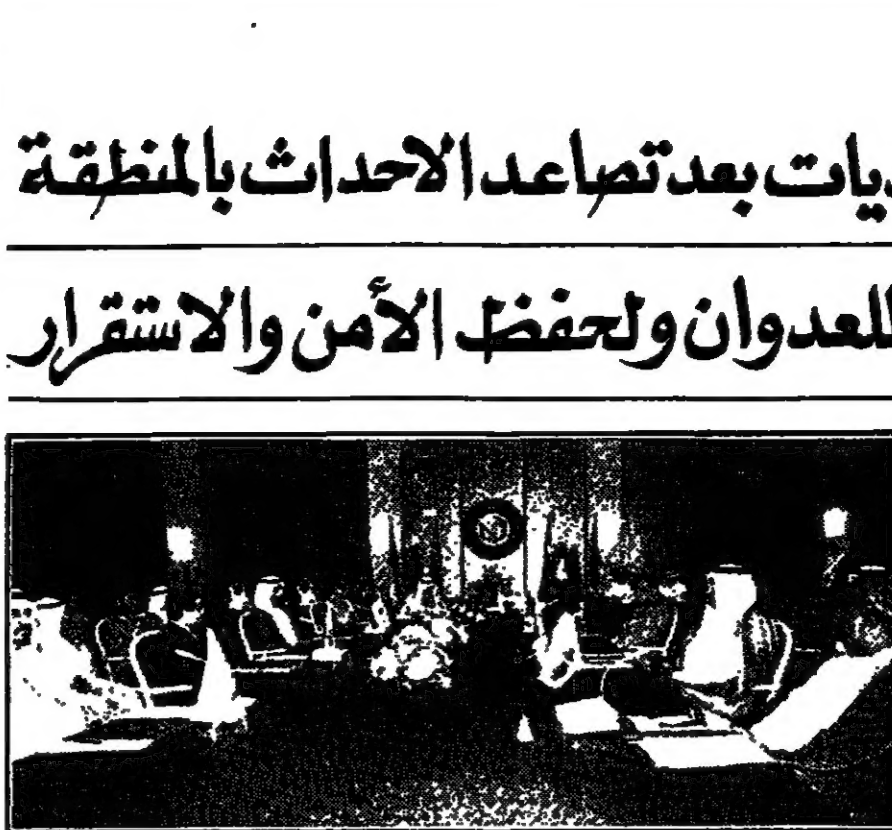 يات بعد تصاعد الاحداث بالمنطقة
للعدوان ولحفظ الأمن والاستقرار